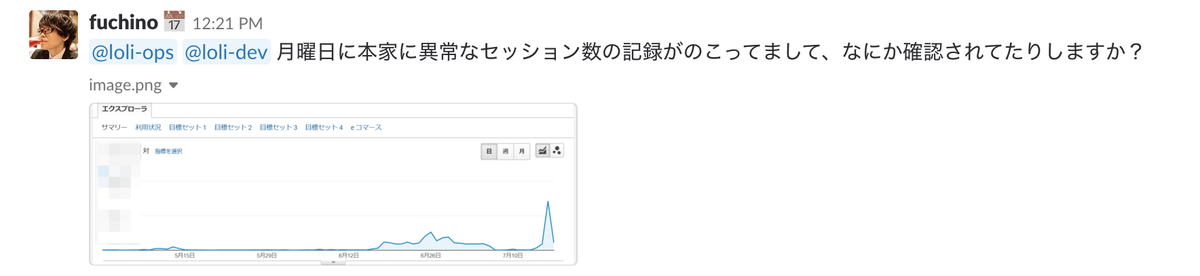 fuchino 17 12:21 PM
@loli-ops @loli-dev 月曜日に本家に異常なセッション数の記録がのこってまして、なにか確認されてたりしますか？
image.png
エクスプローラ
サマリー 利用状況 目標セット1 目標セット2 目標セット3 目標セット4 eコマース
対 指標を選択 日 週 月
5月15日 5月29日 6月12日 6月26日 7月10日